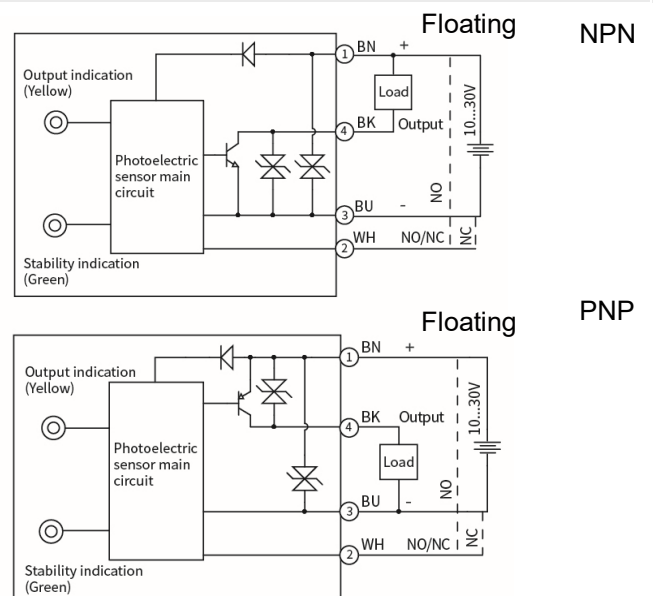 Floating
NPN
Output indication
(Yellow)
Photoelectric
sensor main
circuit
Stability indication
(Green)
1 BN +
Load
4 BK Output
10...30V
NO
3 BU -
2 WH NO/NC
NC
Floating
PNP
Output indication
(Yellow)
Photoelectric
sensor main
circuit
Stability indication
(Green)
1 BN +
10...30V
4 BK Output
Load
NO
3 BU -
2 WH NO/NC
NC